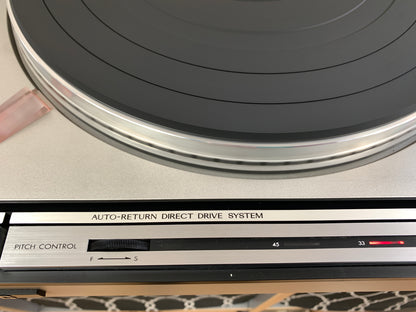 AUTO-RETURN DIRECT DRIVE SYSTEM
PITCH CONTROL
45
33
F S